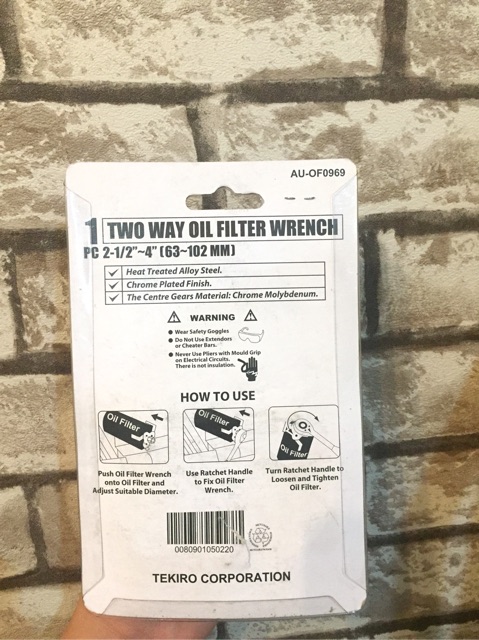 AU-OF0969
1 TWO WAY OIL FILTER WRENCH
PC 2-1/2"~4" (63~102 MM)
Heat Treated Alloy Steel.
Chrome Plated Finish.
The Centre Gears Material: Chrome Molybdenum.
WARNING
Wear Safety Goggles
Do Not Use Extendors
or Cheater Bars.
Never Use Pliers with Mould Grip
on Electrical Circuits.
There is not insulation.
HOW TO USE
Oil Filter
Oil Filter
Oil Filter
Push Oil Filter Wrench
onto Oil Filter and
Adjust Suitable Diameter.
Use Ratchet Handle
to Fix Oil Filter
Wrench.
Turn Ratchet Handle to
Loosen and Tighten
Oil Filter.
0080901050220
TEKIRO CORPORATION